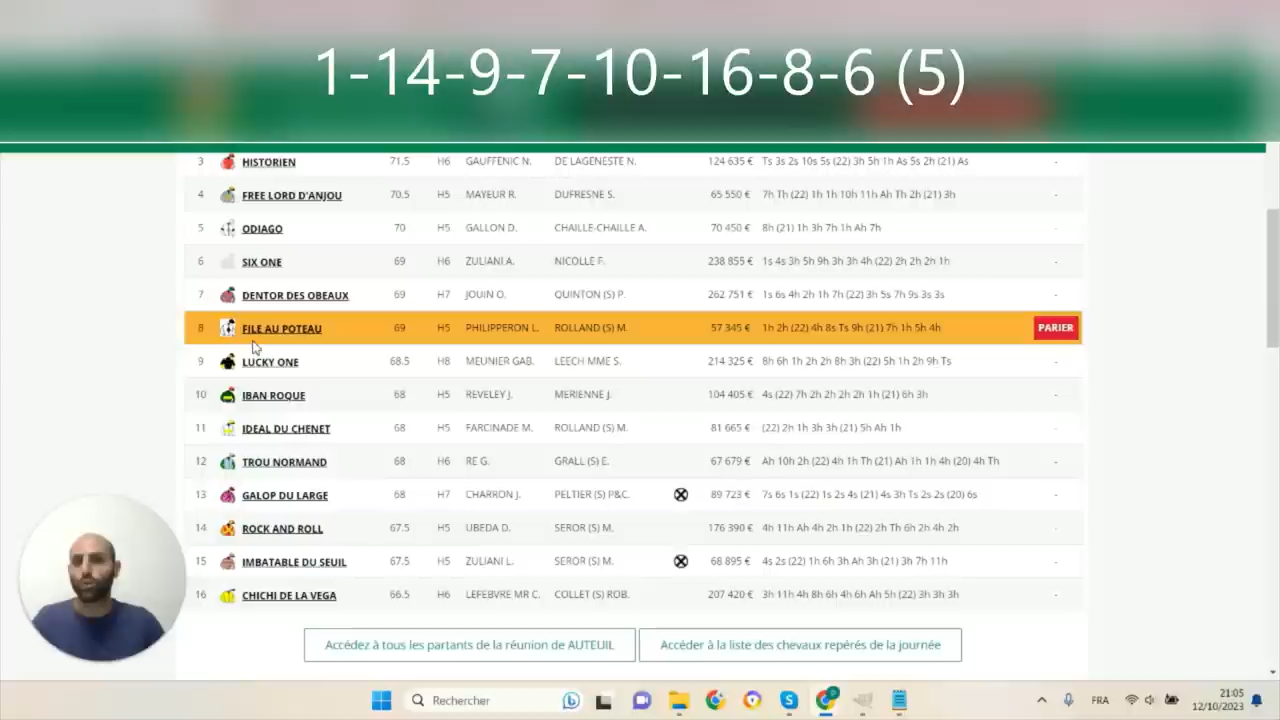 1-14-9-7-10-16-8-6 (5)
3 HISTORIEN 71.5 H6 GAUFFENIC N. DE LAGENESTE N. 124 635 € Ts 3s 2s 10s 5s (22) 3h 5h 1h As 5s 2h (21) As -
4 FREE LORD D'ANJOU 70.5 H5 MAYEUR R. DUFRESNE S. 65 550 € 7h Th (22) 1h 1h 10h 11h Ah Th 2h (21) 3h -
5 ODIAGO 70 H5 GALLON D. CHAILLE-CHAILLE A. 70 450 € 8h (21) 1h 3h 7h 1h Ah 7h -
6 SIX ONE 69 H6 ZULIANI A. NICOLLE F. 238 855 € 1s 4s 3h 5h 9h 3h 3h 4h (22) 2h 2h 2h 1h -
7 DENTOR DES OBEAUX 69 H7 JOUIN O. QUINTON (S) P. 262 751 € 1s 6s 4h 2h 1h 7h (22) 3h 5s 7h 9s 3s 3s -
8 FILE AU POTEAU 69 H5 PHILIPPERON L. ROLLAND (S) M. 57 345 € 1h 2h (22) 4h 8s Ts 9h (21) 7h 1h 5h 4h PARIER
9 LUCKY ONE 68.5 H8 MEUNIER GAB. LEECH MME S. 214 325 € 8h 6h 1h 2h 2h 8h 3h (22) 5h 1h 2h 9h Ts -
10 IBAN ROQUE 68 H5 REVELEY J. MERIENNE J. 104 405 € 4s (22) 7h 2h 2h 2h 2h 1h (21) 6h 3h -
11 IDEAL DU CHENET 68 H5 FARCINADE M. ROLLAND (S) M. 81 665 € (22) 2h 1h 3h 3h (21) 5h Ah 1h -
12 TROU NORMAND 68 H6 RE G. GRALL (S) E. 67 679 € Ah 10h 2h (22) 4h 1h Th (21) Ah 1h 1h 4h (20) 4h Th -
13 GALOP DU LARGE 68 H7 CHARRON J. PELTIER (S) P&C. 89 723 € 7s 6s 1s (22) 1s 2s 4s (21) 4s 3h Ts 2s 2s (20) 6s -
14 ROCK AND ROLL 67.5 H5 UBEDA D. SEROR (S) M. 176 390 € 4h 11h Ah 4h 2h 1h (22) 2h Th 6h 2h 4h 2h -
15 IMBATABLE DU SEUIL 67.5 H5 ZULIANI L. SEROR (S) M. 68 895 € 4s 2s (22) 1h 6h 3h Ah 3h (21) 3h 7h 11h -
16 CHICHI DE LA VEGA 66.5 H6 LEFEBVRE MR C. COLLET (S) ROB. 207 420 € 3h 11h 4h 8h 6h 4h 6h Ah 5h (22) 3h 3h 3h -
Accédez à tous les partants de la réunion de AUTEUIL
Accéder à la liste des chevaux repérés de la journée
Rechercher
FRA
21:05
12/10/2023